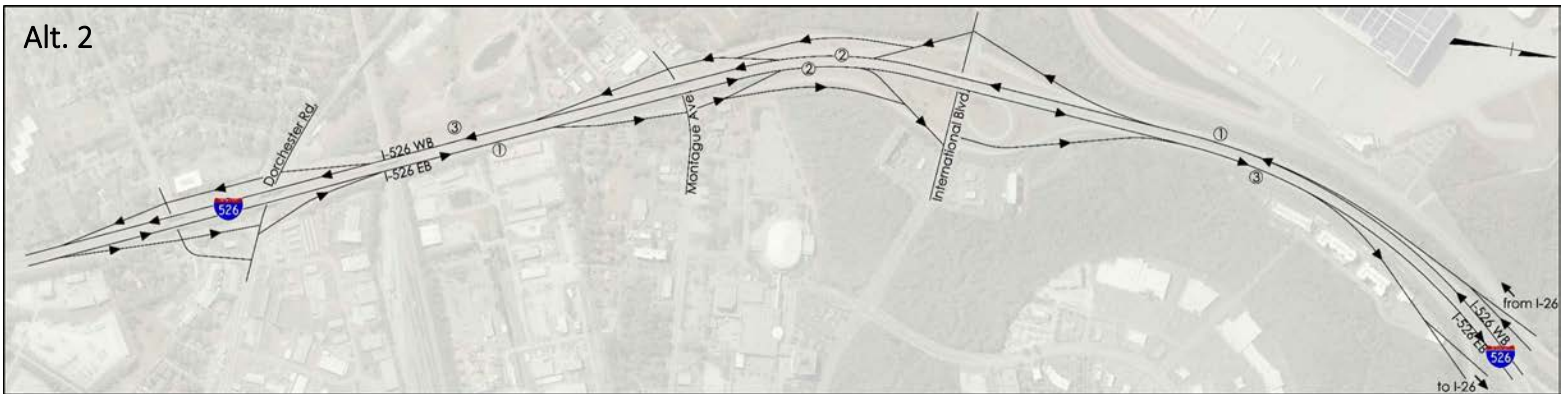 Alt. 2
Dorchester Rd.
I-526 WB
I-526 EB
526
3
1
Montague Ave
2
2
International Blvd.
1
3
from I-26
I-526 WB
I-526 EB
526
to I-26